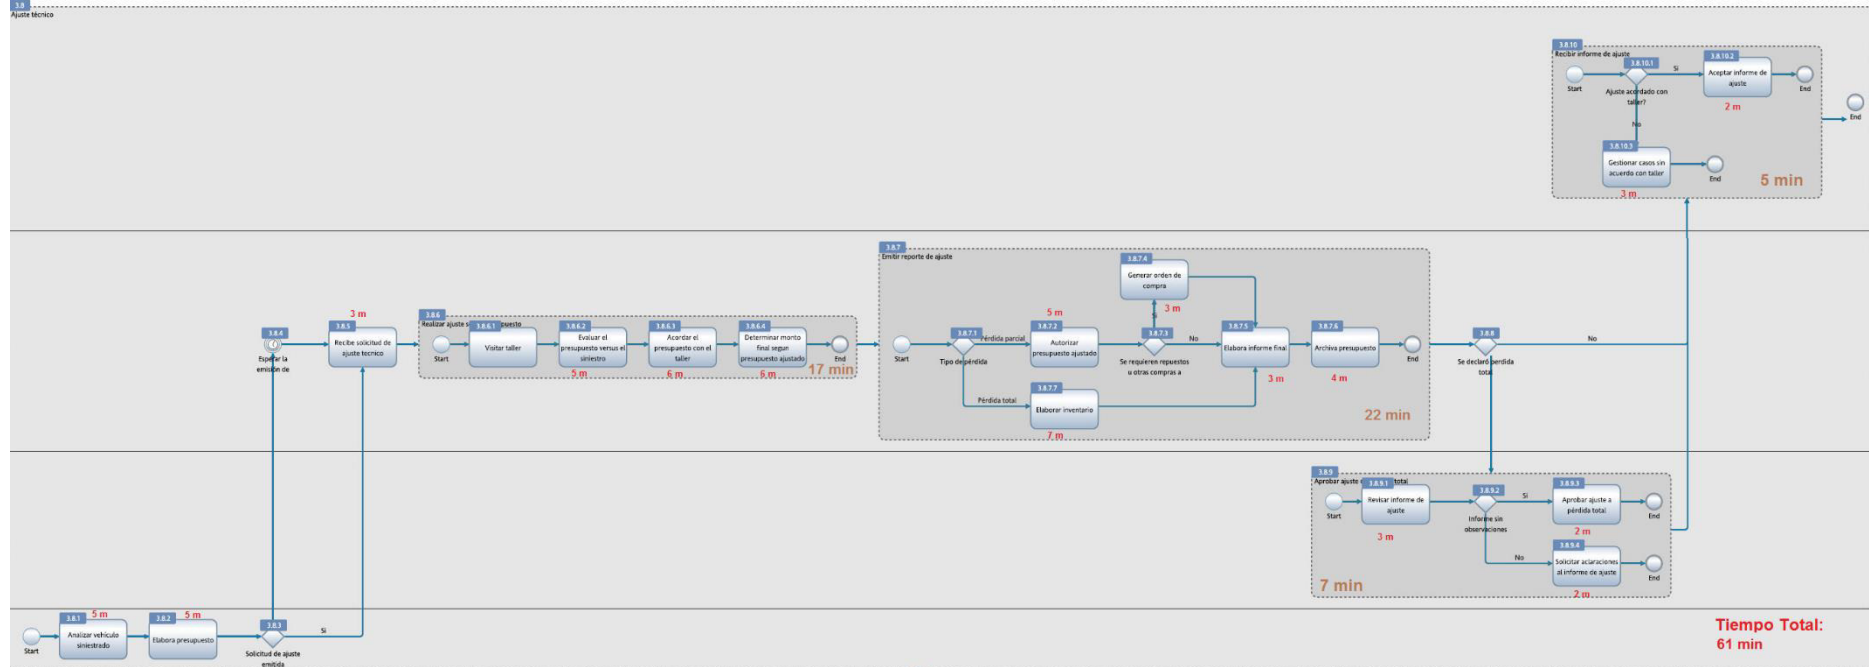 3.8
Ajuste técnico
3.8.10
Recibir informe de ajuste
Start
3.8.10.1
Ajuste acordado con
taller?
Si
3.8.10.2
Aceptar informe de
ajuste
2 m
End
No
3.8.10.3
Gestionar casos sin
acuerdo con taller
3 m
End
5 min
End
3.8.4
Esperar la
emisión de
3 m
3.8.5
Recibe solicitud de
ajuste tecnico
3.8.6
Realizar ajuste
Start
3.8.6.1
Visitar taller
3.8.6.2
Evaluar el
presupuesto versus el
siniestro
5 m
3.8.6.3
Acordar el
presupuesto con el
taller
6 m
3.8.6.4
Determinar monto
final segun
presupuesto ajustado
6 m
End
17 min
3.8.7
Emitir reporte de ajuste
Start
3.8.7.1
Tipo de pérdida
Pérdida parcial
5 m
3.8.7.2
Autorizar
presupuesto ajustado
3.8.7.4
Generar orden de
compra
3 m
Si
3.8.7.3
Se requieren repuestos
u otras compras a
No
3.8.7.5
Elabora informe final
3 m
3.8.7.6
Archiva presupuesto
4 m
End
Pérdida total
3.8.7.7
Elaborar inventario
7 m
22 min
3.8.8
Se declaró perdida
total
No
3.8.9
Aprobar ajuste
total
Start
3.8.9.1
Revisar informe de
ajuste
3 m
3.8.9.2
Informe sin
observaciones
Si
3.8.9.3
Aprobar ajuste a
pérdida total
2 m
End
No
3.8.9.4
Solicitar aclaraciones
al informe de ajuste
2 m
End
7 min
Start
3.8.1
5 m
Analizar vehículo
siniestrado
3.8.2
5 m
Elabora presupuesto
3.8.3
Solicitud de ajuste
emitida
Si
Tiempo Total:
61 min